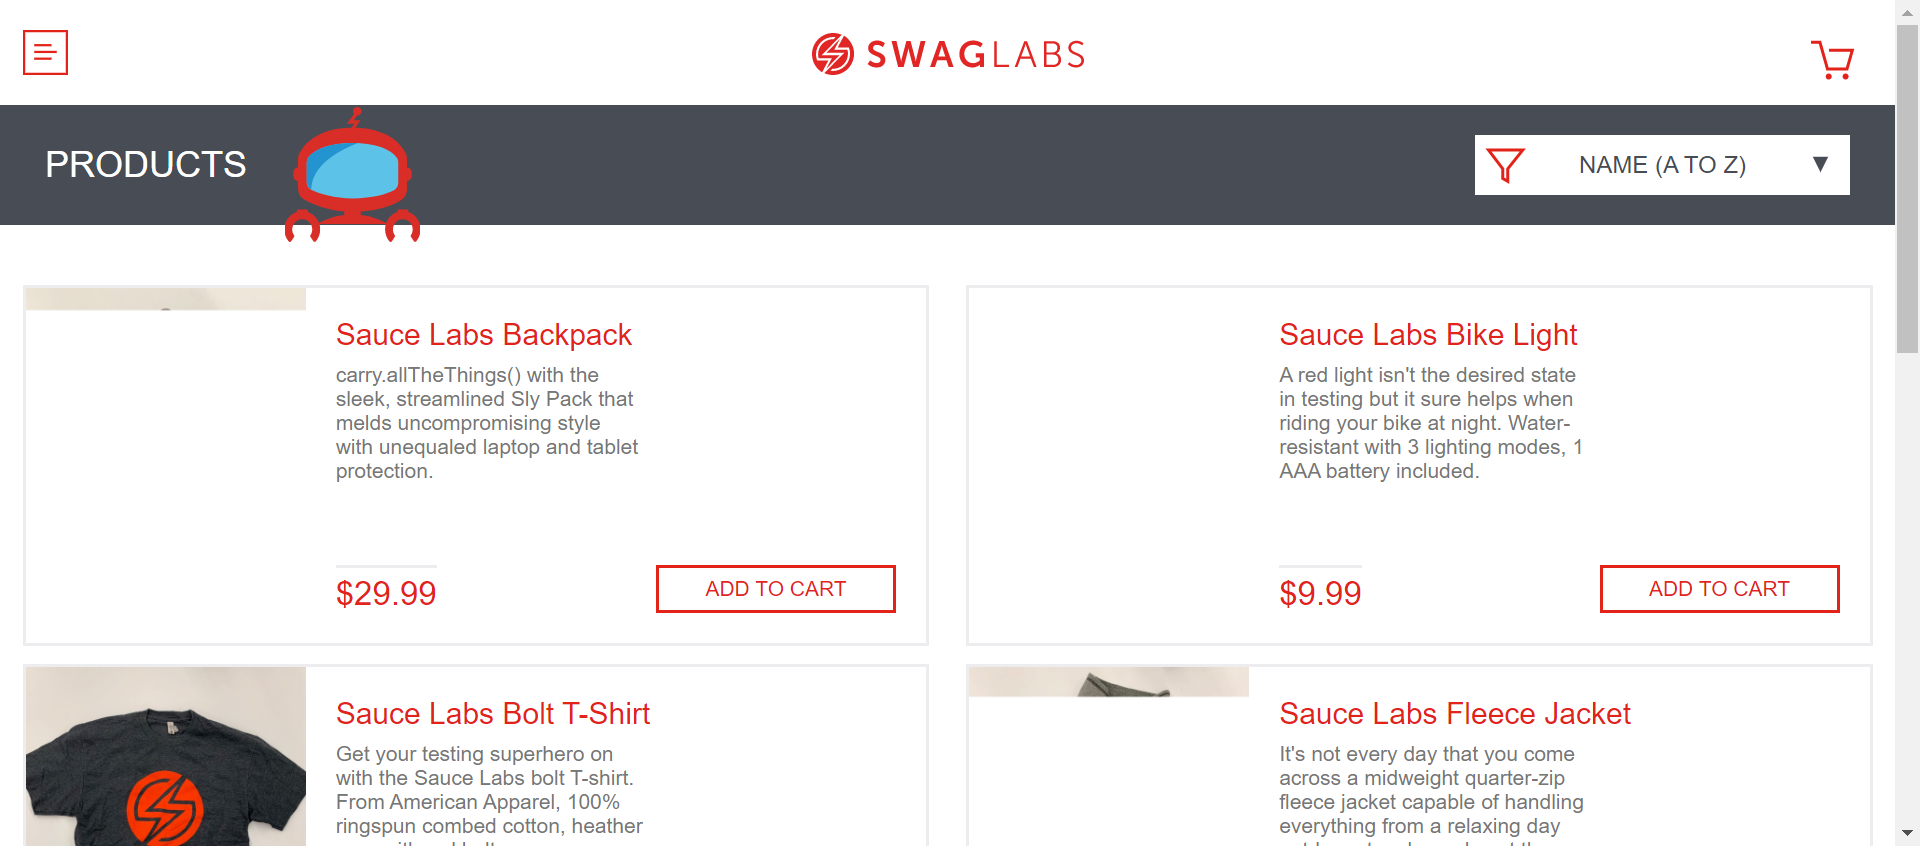 SWAGLABS
PRODUCTS
NAME (A TO Z)
Sauce Labs Backpack
carry.allTheThings() with the
sleek, streamlined Sly Pack that
melds uncompromising style
with unequaled laptop and tablet
protection.
$29.99
ADD TO CART
Sauce Labs Bike Light
A red light isn't the desired state
in testing but it sure helps when
riding your bike at night. Water-
resistant with 3 lighting modes, 1
AAA battery included.
$9.99
ADD TO CART
Sauce Labs Bolt T-Shirt
Get your testing superhero on
with the Sauce Labs bolt T-shirt.
From American Apparel, 100%
ringspun combed cotton, heather
Sauce Labs Fleece Jacket
It's not every day that you come
across a midweight quarter-zip
fleece jacket capable of handling
everything from a relaxing day